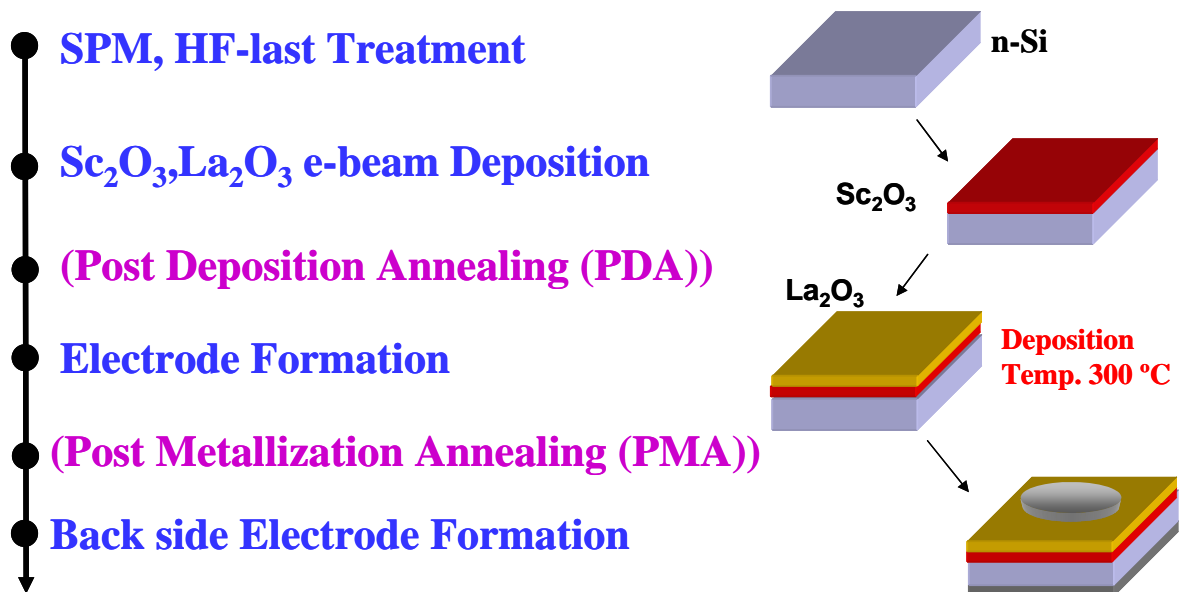 SPM, HF-last Treatment
Sc₂O₃,La₂O₃ e-beam Deposition
(Post Deposition Annealing (PDA))
Electrode Formation
(Post Metallization Annealing (PMA))
Back side Electrode Formation
n-Si
Sc₂O₃
La₂O₃
Deposition
Temp. 300 ºC